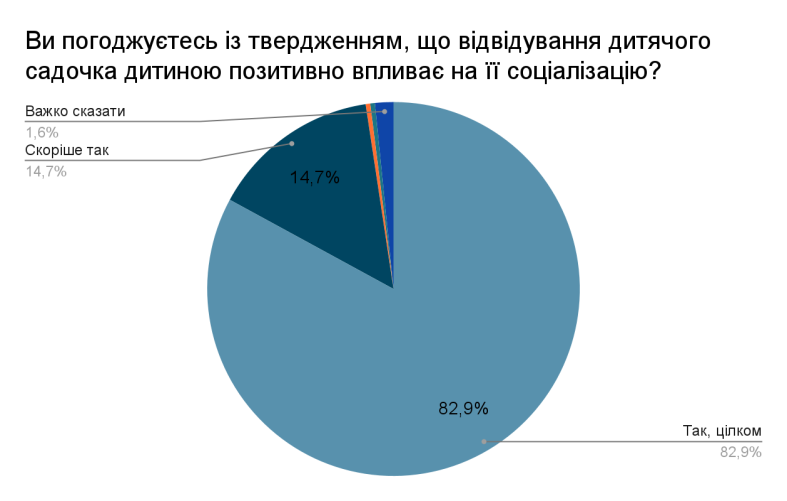 Ви погоджуєтесь із твердженням, що відвідування дитячого
садочка дитиною позитивно впливає на її соціалізацію?
Важко сказати
1,6%
Скоріше так
14,7%
14,7%
82,9%
Так, цілком
82,9%